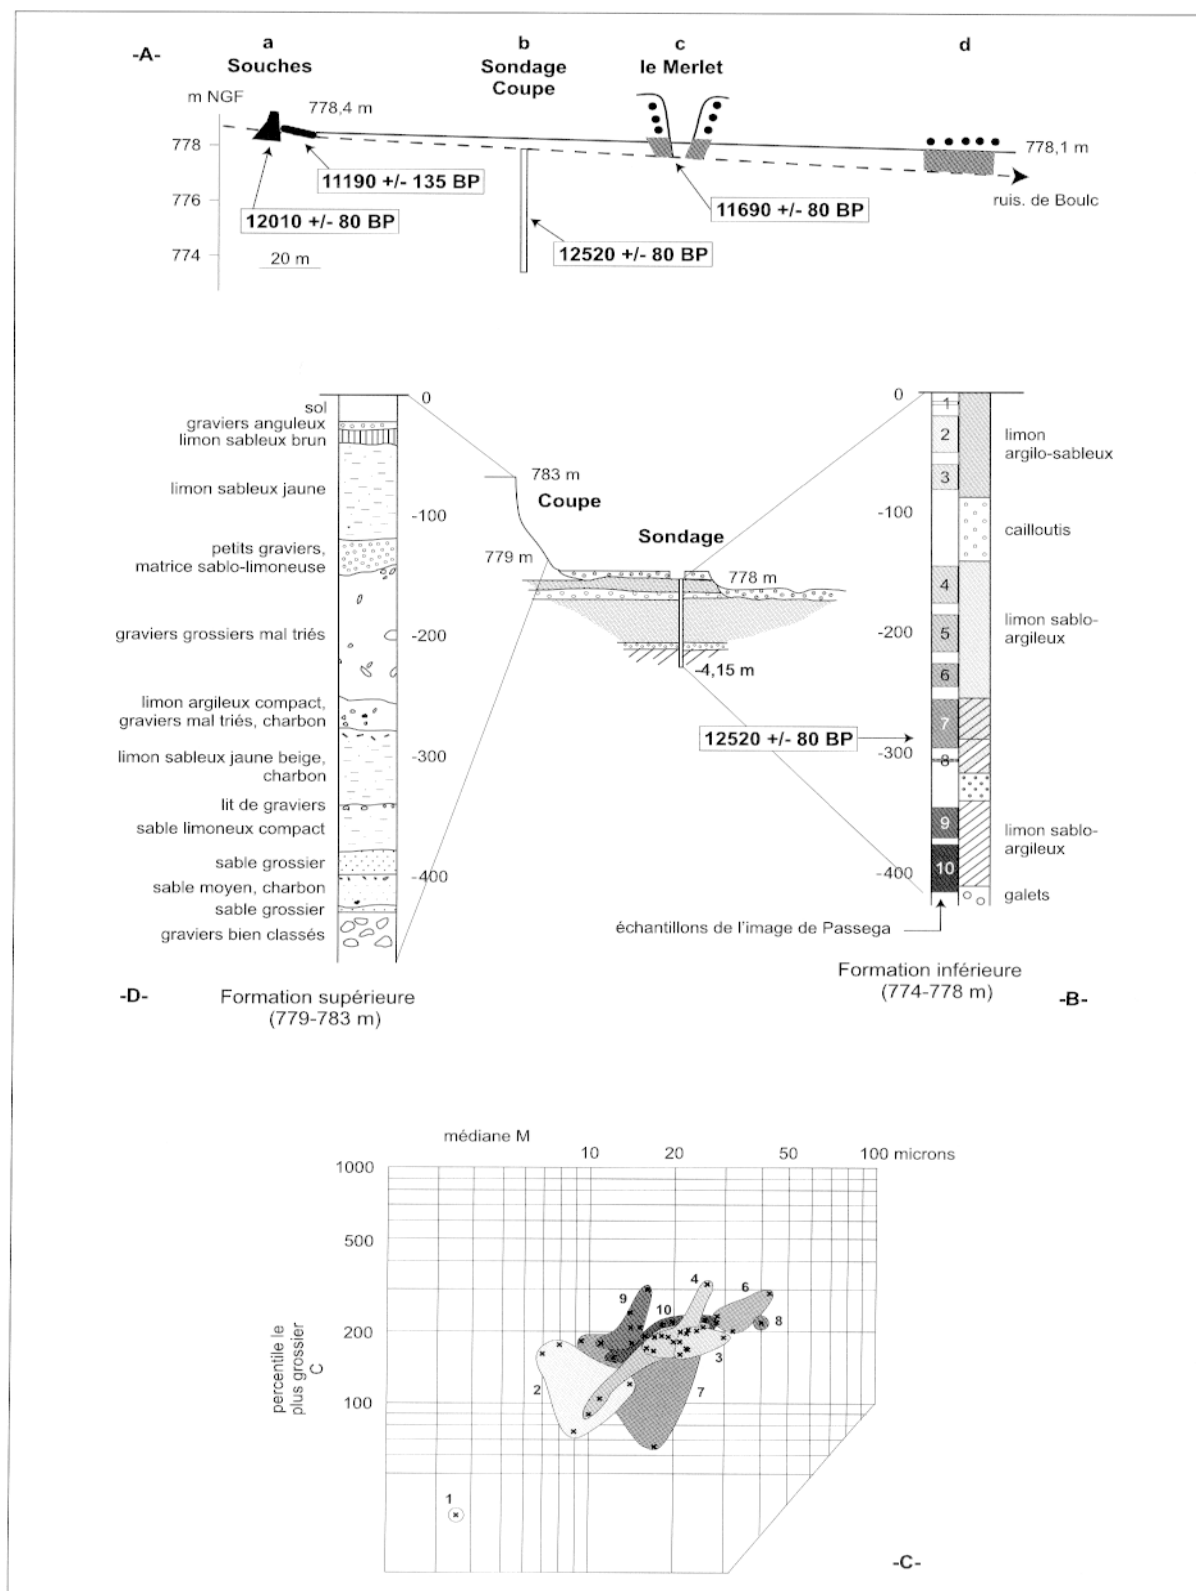 -A-
a
Souches
b
Sondage
Coupe
c
le Merlet
d
m NGF
778,4 m
778
776
774
11190 +/- 135 BP
12010 +/- 80 BP
20 m
12520 +/- 80 BP
11690 +/- 80 BP
778,1 m
ruis. de Boulc
0
-100
-200
-300
-400
sol
graviers anguleux
limon sableux brun
limon sableux jaune
petits graviers,
matrice sablo-limoneuse
graviers grossiers mal triés
limon argileux compact,
graviers mal triés, charbon
limon sableux jaune beige,
charbon
lit de graviers
sable limoneux compact
sable grossier
sable moyen, charbon
sable grossier
graviers bien classés
-D-
Formation supérieure
(779-783 m)
783 m
Coupe
779 m
Sondage
778 m
-4,15 m
12520 +/- 80 BP
0
-100
-200
-300
-400
1
2
3
4
5
6
7
8
9
10
limon
argilo-sableux
cailloutis
limon sablo-
argileux
limon sablo-
argileux
galets
échantillons de l'image de Passega
Formation inférieure
(774-778 m)
-B-
médiane M
10
20
50
100 microns
1000
500
200
100
percentile le
plus grossier
C
4
6
9
10
8
3
2
7
1
-C-